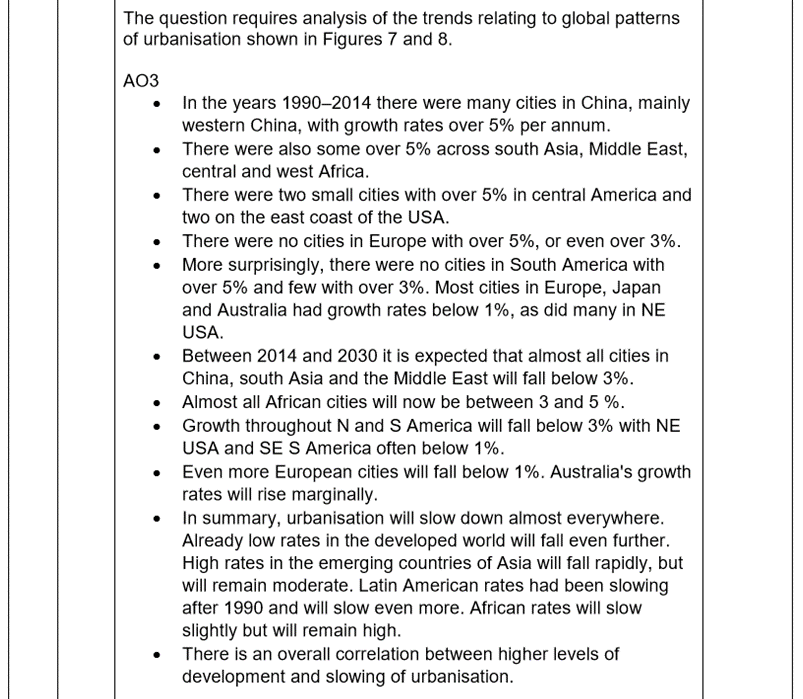 The question requires analysis of the trends relating to global patterns
of urbanisation shown in Figures 7 and 8.
AO3
• In the years 1990–2014 there were many cities in China, mainly
western China, with growth rates over 5% per annum.
• There were also some over 5% across south Asia, Middle East,
central and west Africa.
• There were two small cities with over 5% in central America and
two on the east coast of the USA.
• There were no cities in Europe with over 5%, or even over 3%.
• More surprisingly, there were no cities in South America with
over 5% and few with over 3%. Most cities in Europe, Japan
and Australia had growth rates below 1%, as did many in NE
USA.
• Between 2014 and 2030 it is expected that almost all cities in
China, south Asia and the Middle East will fall below 3%.
• Almost all African cities will now be between 3 and 5 %.
• Growth throughout N and S America will fall below 3% with NE
USA and SE S America often below 1%.
• Even more European cities will fall below 1%. Australia's growth
rates will rise marginally.
• In summary, urbanisation will slow down almost everywhere.
Already low rates in the developed world will fall even further.
High rates in the emerging countries of Asia will fall rapidly, but
will remain moderate. Latin American rates had been slowing
after 1990 and will slow even more. African rates will slow
slightly but will remain high.
• There is an overall correlation between higher levels of
development and slowing of urbanisation.